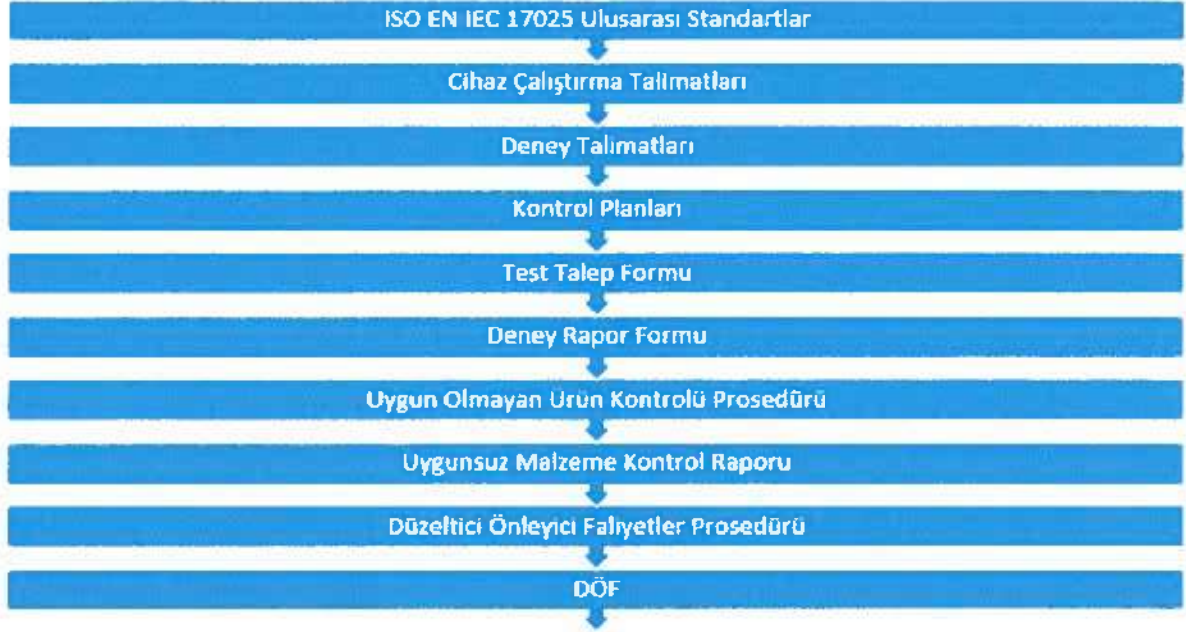 ISO EN IEC 17025 Ulusarası Standartlar
Cihaz Çalıştırma Talimatları
Deney Talimatları
Kontrol Planları
Test Talep Formu
Deney Rapor Formu
Uygun Olmayan Ürün Kontrolü Prosedürü
Uygunsuz Malzeme Kontrol Raporu
Düzeltici Önleyici Faliyetler Prosedürü
DÖF